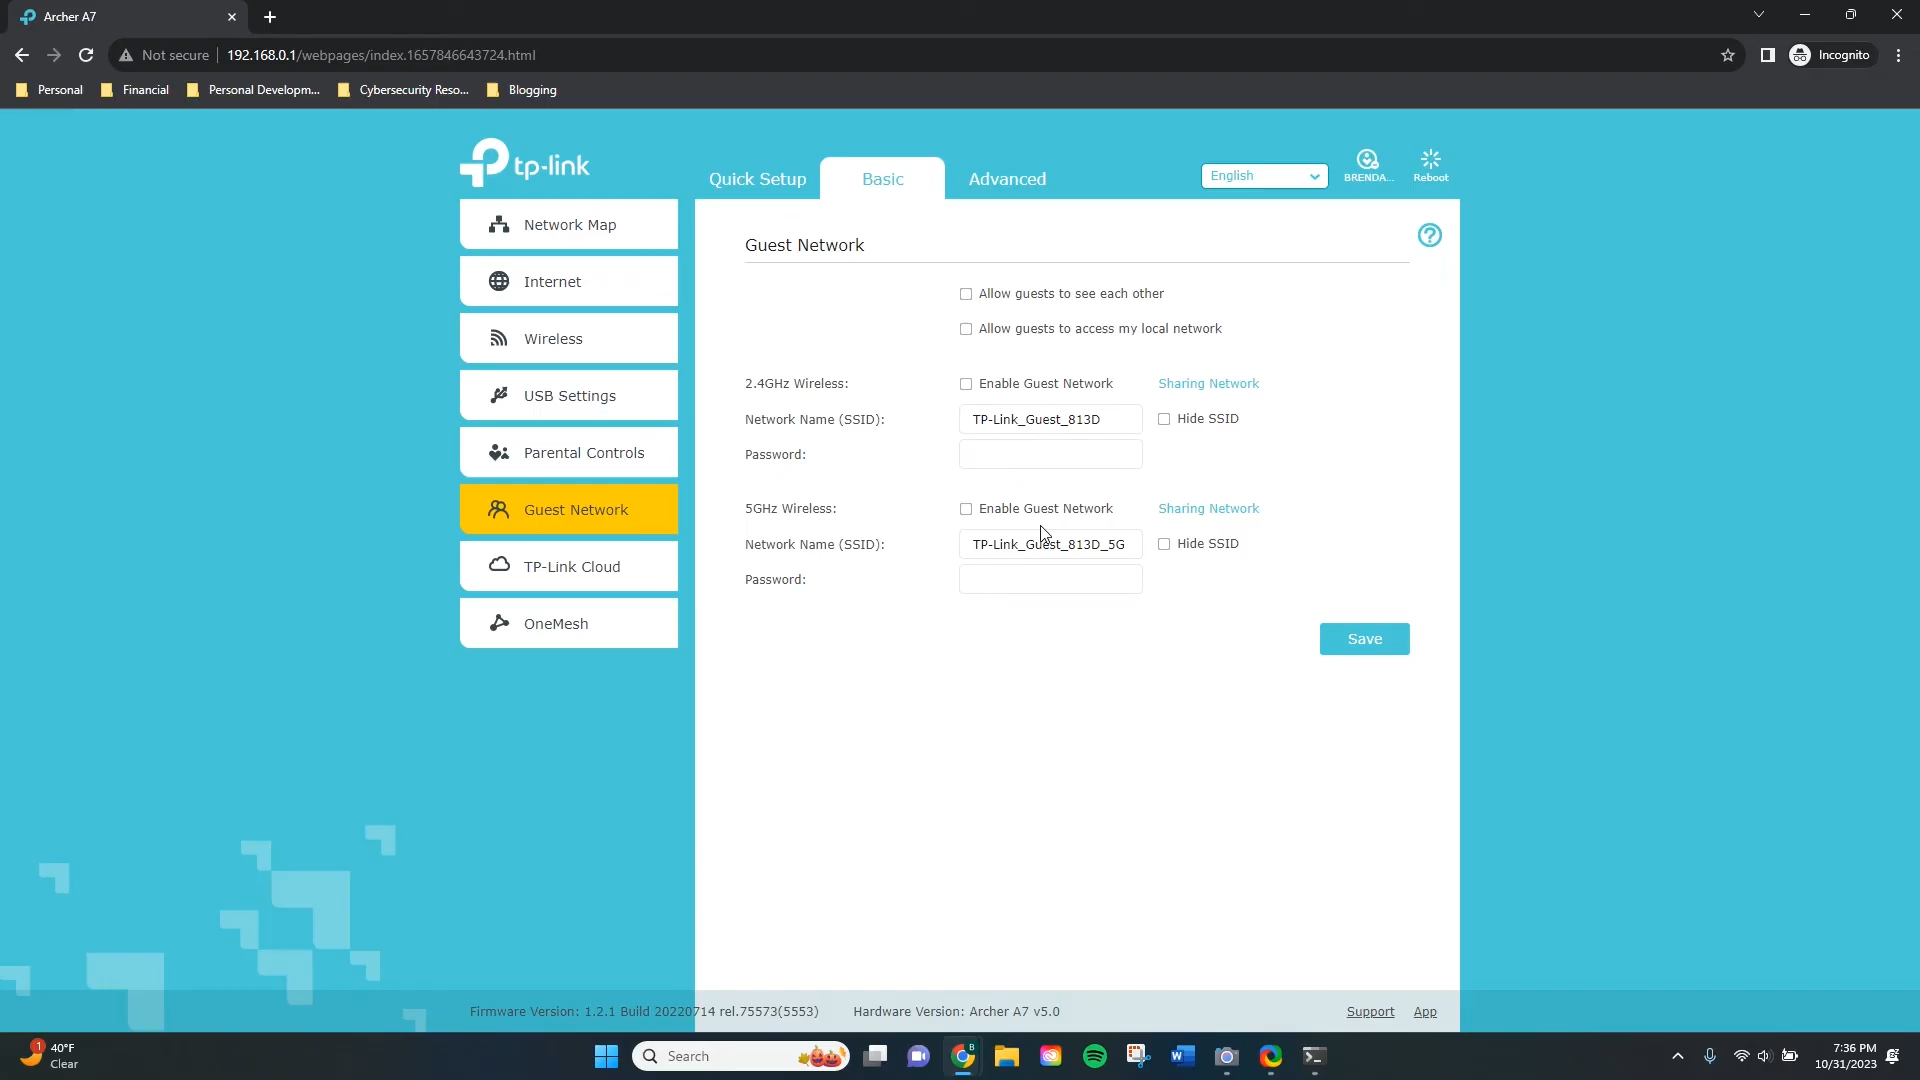 Archer A7
Not secure 192.168.0.1/webpages/index.1657846643724.html Incognito
Personal Financial Personal Developm... Cybersecurity Reso... Blogging
tp-link
Quick Setup Basic Advanced English BRENDA... Reboot
Network Map
Internet
Wireless
USB Settings
Parental Controls
Guest Network
TP-Link Cloud
OneMesh
Guest Network
?
Allow guests to see each other
Allow guests to access my local network
2.4GHz Wireless: Enable Guest Network Sharing Network
Network Name (SSID): TP-Link_Guest_813D Hide SSID
Password:
5GHz Wireless: Enable Guest Network Sharing Network
Network Name (SSID): TP-Link_Guest_813D_5G Hide SSID
Password:
Save
Firmware Version: 1.2.1 Build 20220714 rel.75573(5553) Hardware Version: Archer A7 v5.0 Support App
1 40°F
Clear
Search
B
W
7:36 PM
10/31/2023